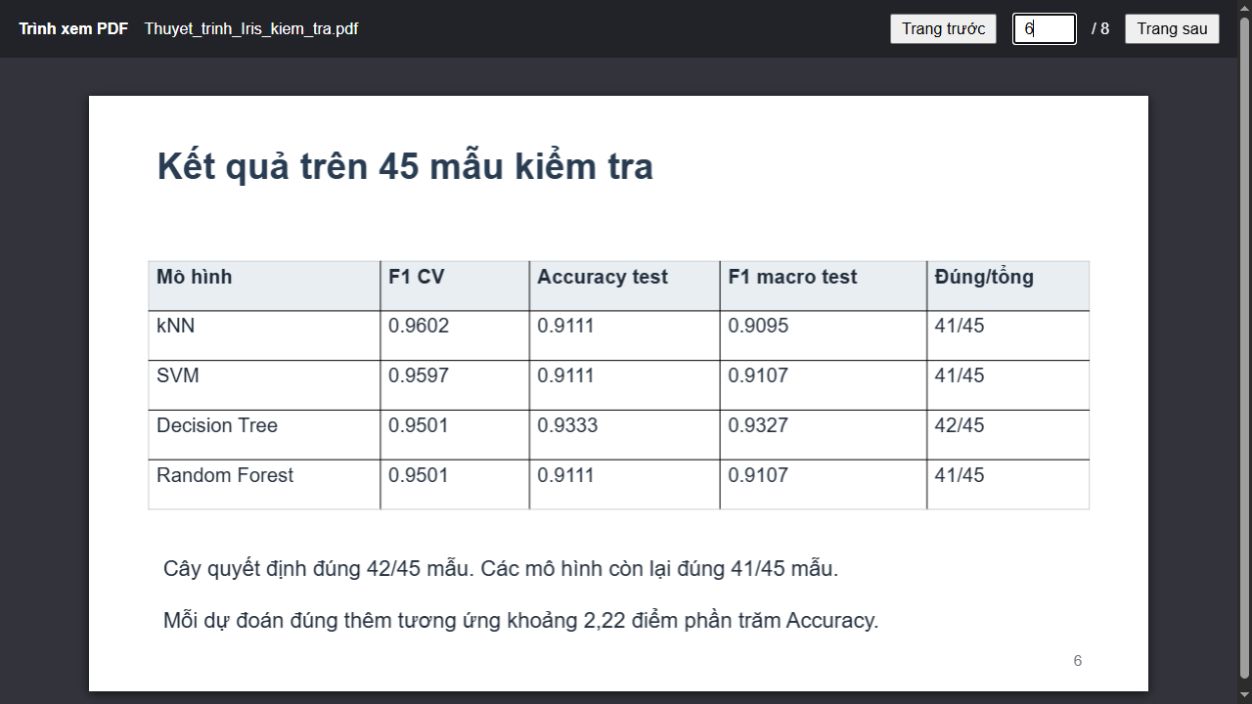 Trình xem PDF Thuyet_trinh_Iris_kiem_tra.pdf Trang trước 6 / 8 Trang sau
Kết quả trên 45 mẫu kiểm tra
Mô hình F1 CV Accuracy test F1 macro test Đúng/tổng
kNN 0.9602 0.9111 0.9095 41/45
SVM 0.9597 0.9111 0.9107 41/45
Decision Tree 0.9501 0.9333 0.9327 42/45
Random Forest 0.9501 0.9111 0.9107 41/45
Cây quyết định đúng 42/45 mẫu. Các mô hình còn lại đúng 41/45 mẫu.
Mỗi dự đoán đúng thêm tương ứng khoảng 2,22 điểm phần trăm Accuracy.
6